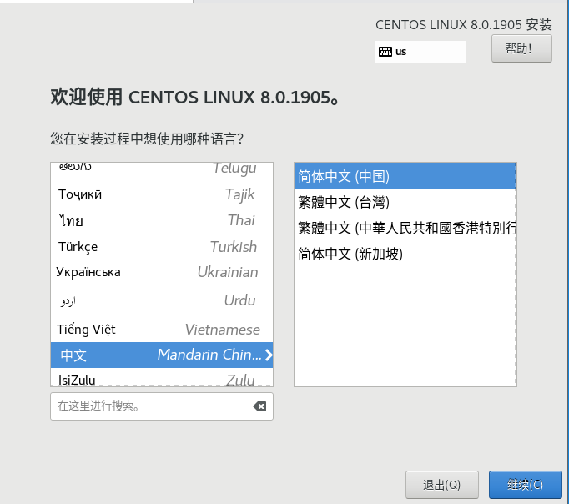 CENTOS LINUX 8.0.1905 安装
us
帮助!
欢迎使用 CENTOS LINUX 8.0.1905。
您在安装过程中想使用哪种语言?
తెలుగు Telugu
Тоҷикӣ Tajik
ไทย Thai
Türkçe Turkish
Українська Ukrainian
اردو Urdu
Tiếng Việt Vietnamese
中文 Mandarin Chin...
IsiZulu Zulu
在这里进行搜索。
简体中文 (中国)
繁體中文 (台灣)
繁體中文 (中華人民共和國香港特別行
简体中文 (新加坡)
退出(Q)
继续(C)